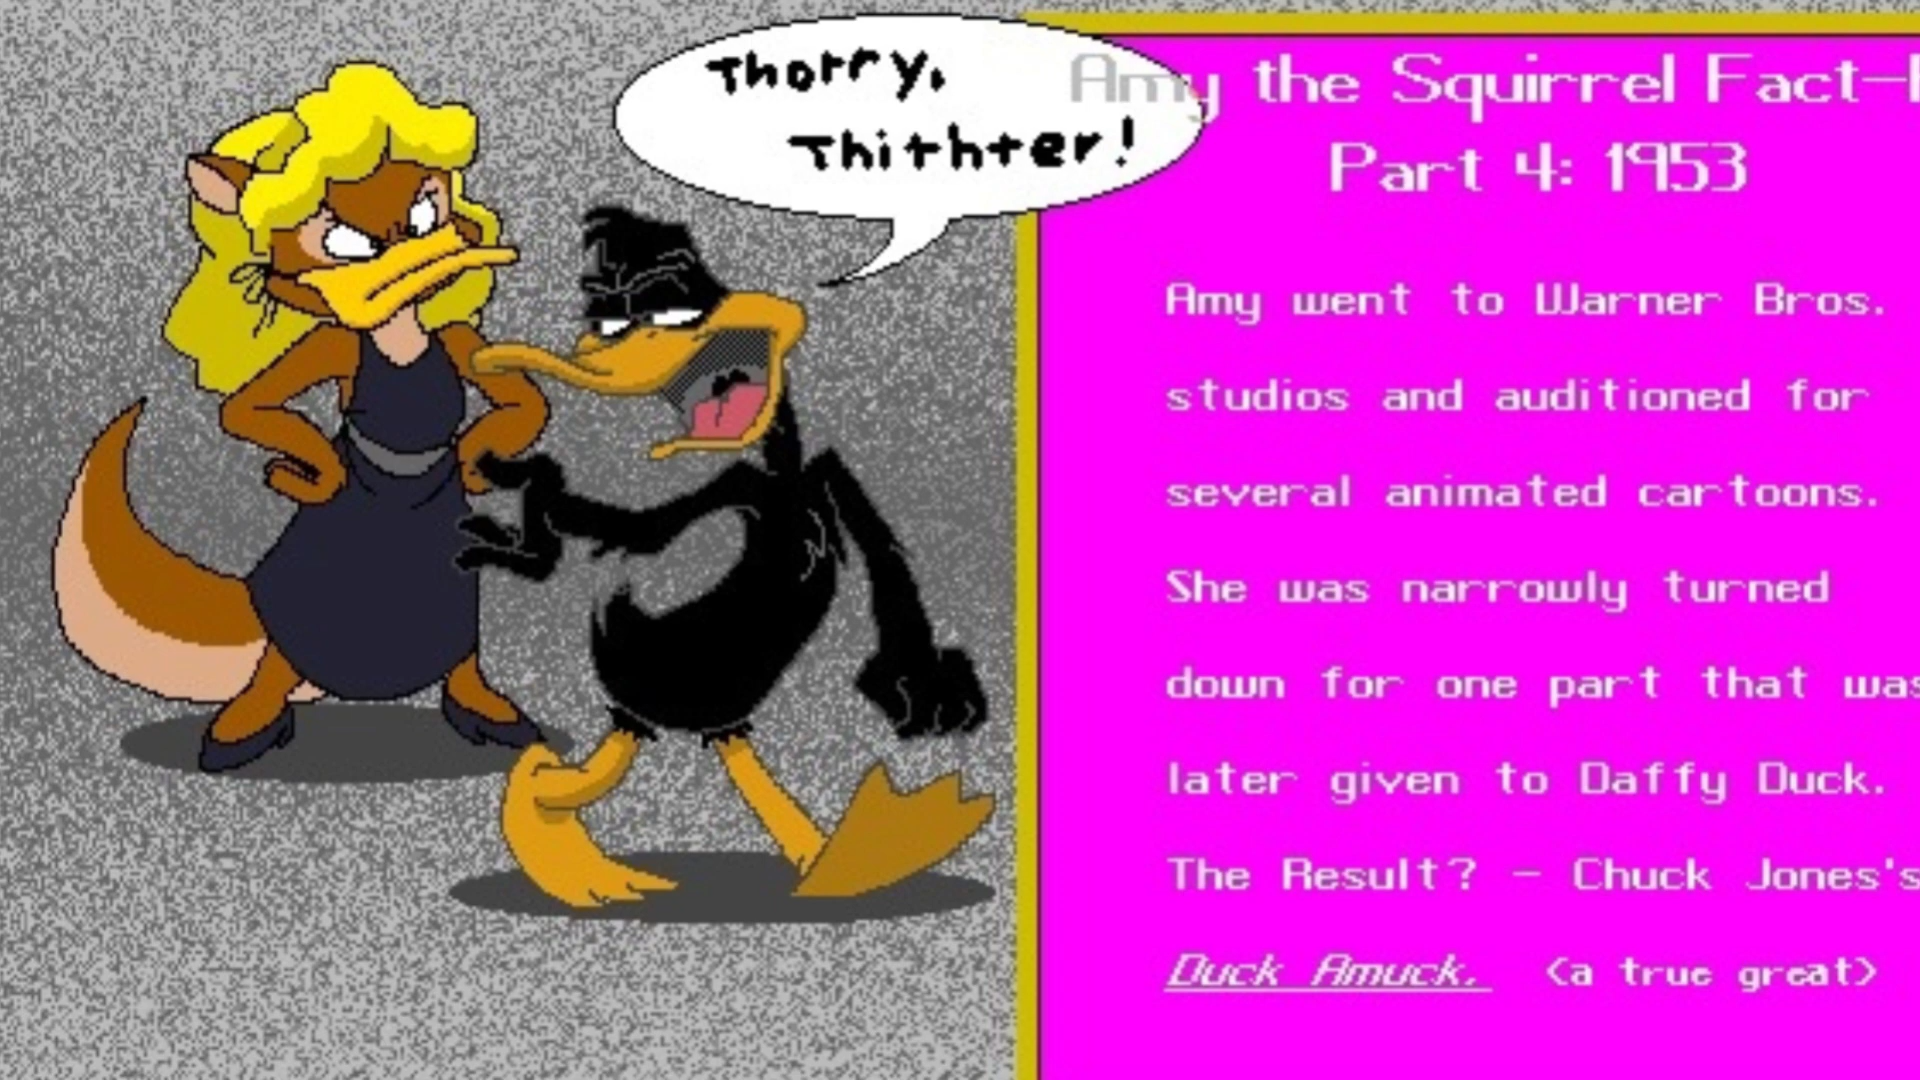 Thorry,
Thithter!
Amy the Squirrel Fact-
Part 4: 1953
Amy went to Warner Bros.
studios and auditioned for
several animated cartoons.
She was narrowly turned
down for one part that was
later given to Daffy Duck.
The Result? - Chuck Jones's
Duck Amuck. (a true great)